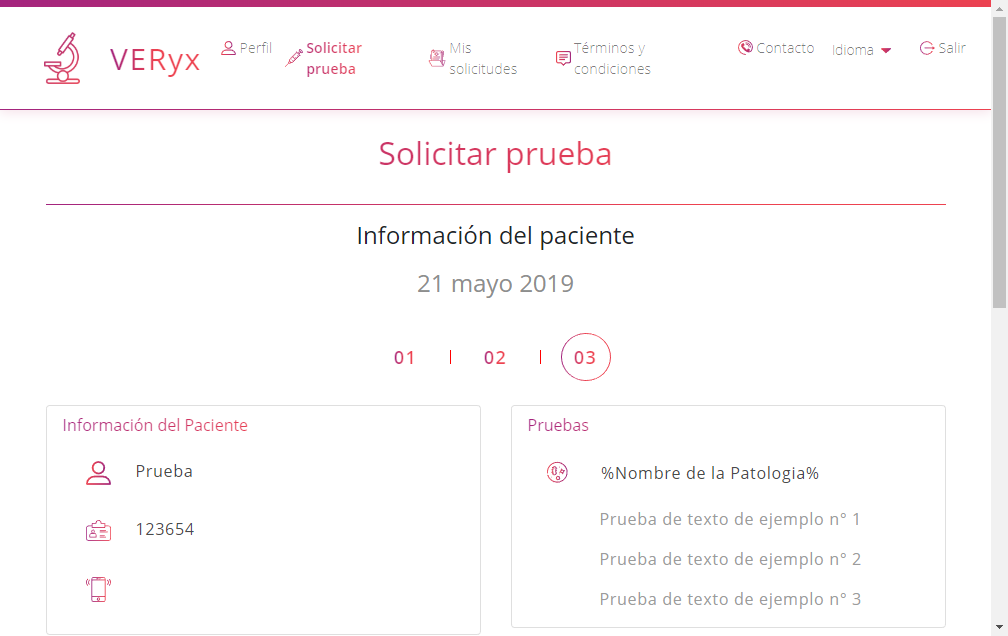 VERyx
Perfil
Solicitar
prueba
Mis
solicitudes
Términos y
condiciones
Contacto
Idioma
Salir
Solicitar prueba
Información del paciente
21 mayo 2019
01
02
03
Información del Paciente
Prueba
123654
Pruebas
%Nombre de la Patologia%
Prueba de texto de ejemplo n° 1
Prueba de texto de ejemplo n° 2
Prueba de texto de ejemplo n° 3